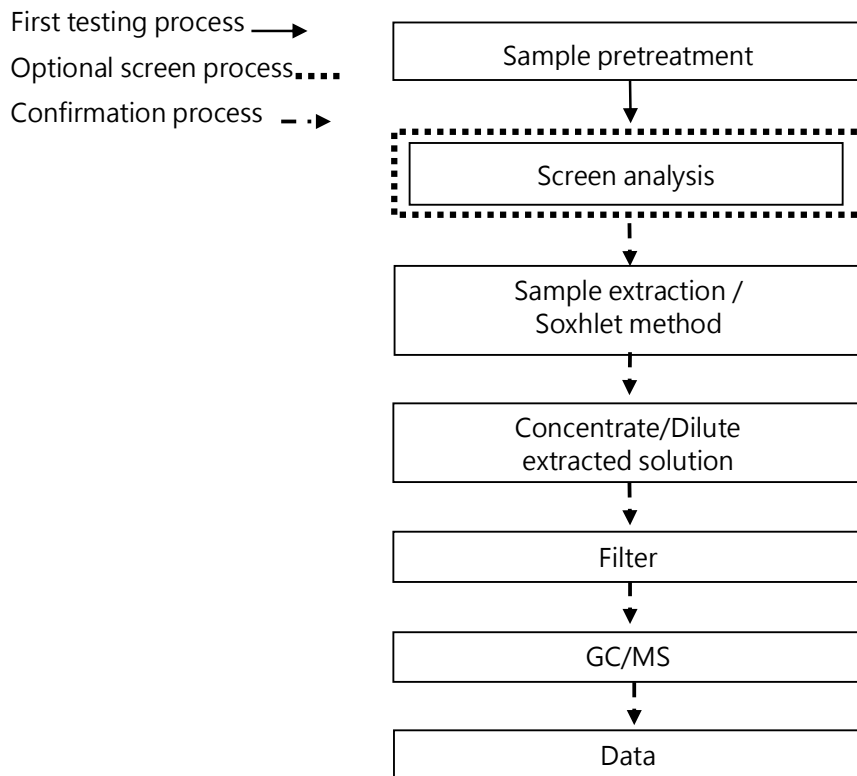 First testing process
Optional screen process
Confirmation process
Sample pretreatment
Screen analysis
Sample extraction /
Soxhlet method
Concentrate/Dilute
extracted solution
Filter
GC/MS
Data